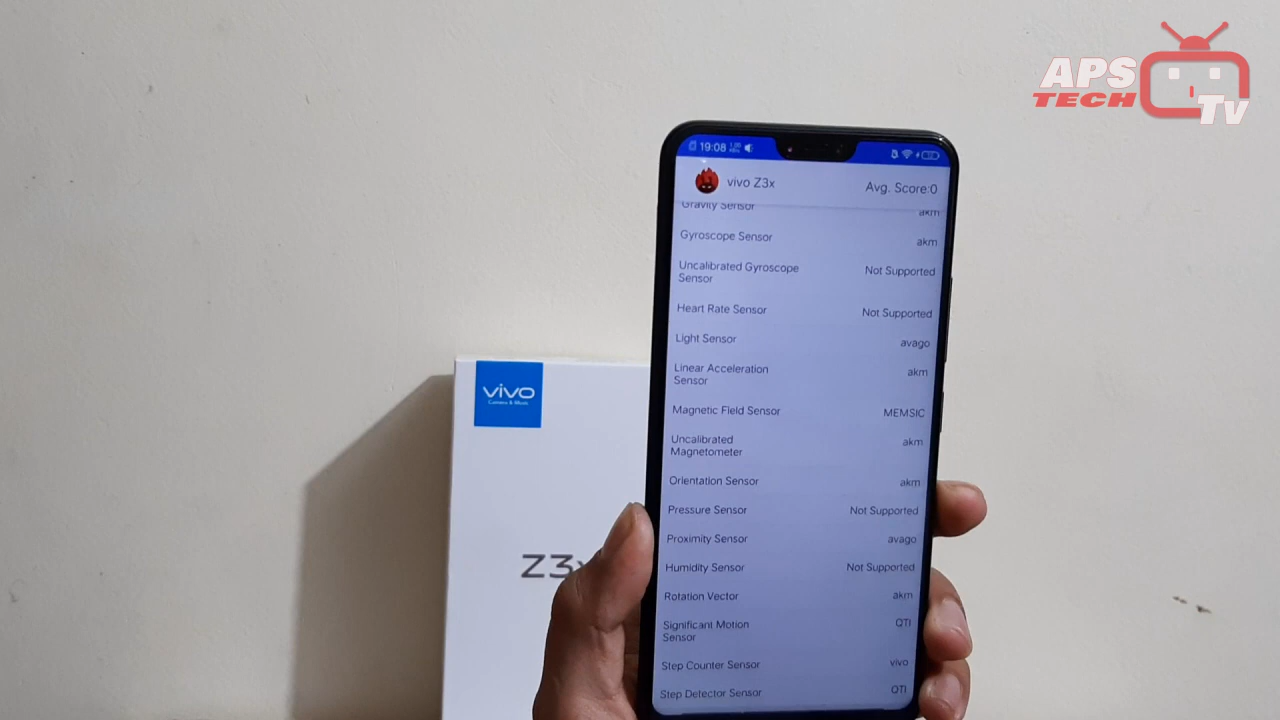 APS
TECH
TV
19:08
vivo Z3x
Avg. Score:0
Gravity Sensor
akm
Gyroscope Sensor
akm
Uncalibrated Gyroscope
Sensor
Not Supported
Heart Rate Sensor
Not Supported
Light Sensor
avago
Linear Acceleration
Sensor
akm
Magnetic Field Sensor
MEMSIC
Uncalibrated
Magnetometer
akm
Orientation Sensor
akm
Pressure Sensor
Not Supported
Proximity Sensor
avago
Humidity Sensor
Not Supported
Rotation Vector
akm
Significant Motion
Sensor
QTI
Step Counter Sensor
vivo
Step Detector Sensor
QTI
vivo
Camera & Music
Z3x